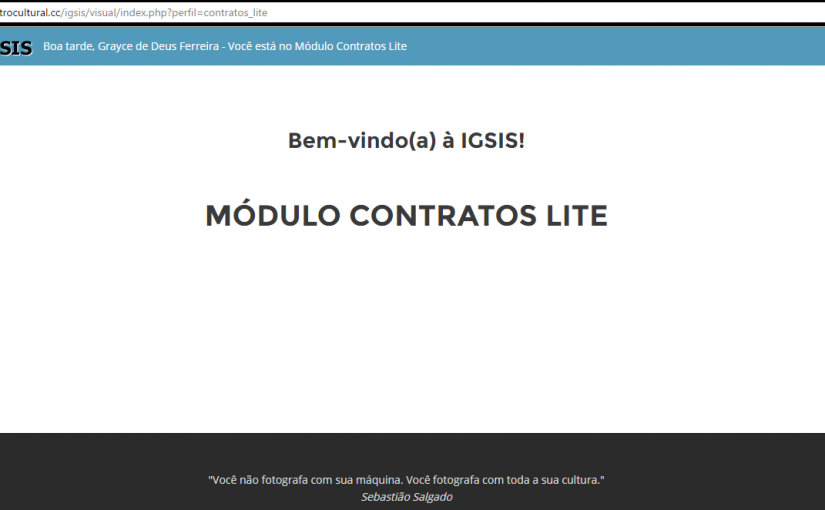 trocultural.cc/igsis/visual/index.php?perfil=contratos_lite
SIS Boa tarde, Grayce de Deus Ferreira - Você está no Módulo Contratos Lite
Bem-vindo(a) à IGSIS!
MÓDULO CONTRATOS LITE
"Você não fotografa com sua máquina. Você fotografa com toda a sua cultura."
Sebastião Salgado